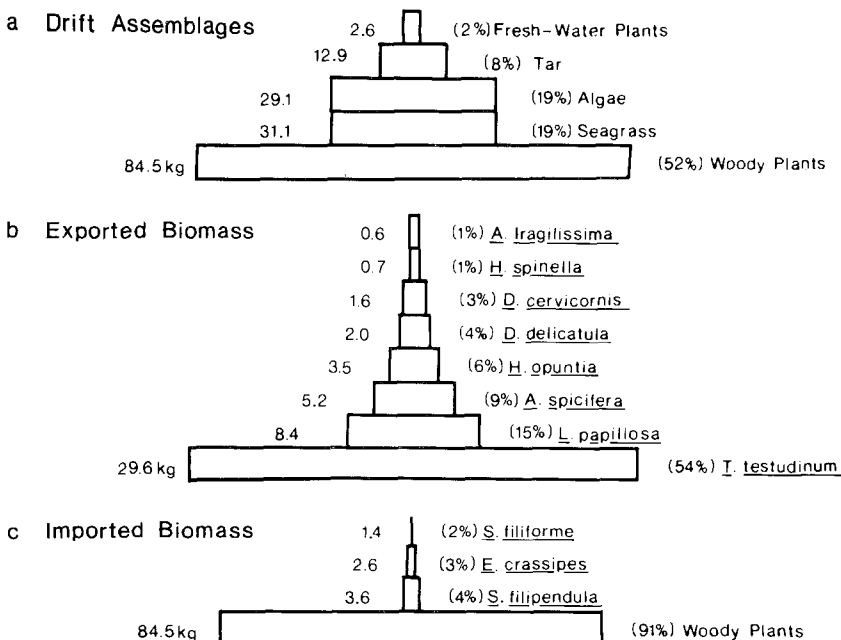 a Drift Assemblages
2.6 (2%) Fresh-Water Plants
12.9 (8%) Tar
29.1 (19%) Algae
31.1 (19%) Seagrass
84.5 kg (52%) Woody Plants
b Exported Biomass
0.6 (1%) A. fragilissima
0.7 (1%) H. spinella
1.6 (3%) D. cervicornis
2.0 (4%) D. delicatula
3.5 (6%) H. opuntia
5.2 (9%) A. spicifera
8.4 (15%) L. papillosa
29.6 kg (54%) T. testudinum
c Imported Biomass
1.4 (2%) S. filiforme
2.6 (3%) E. crassipes
3.6 (4%) S. filipendula
84.5 kg (91%) Woody Plants